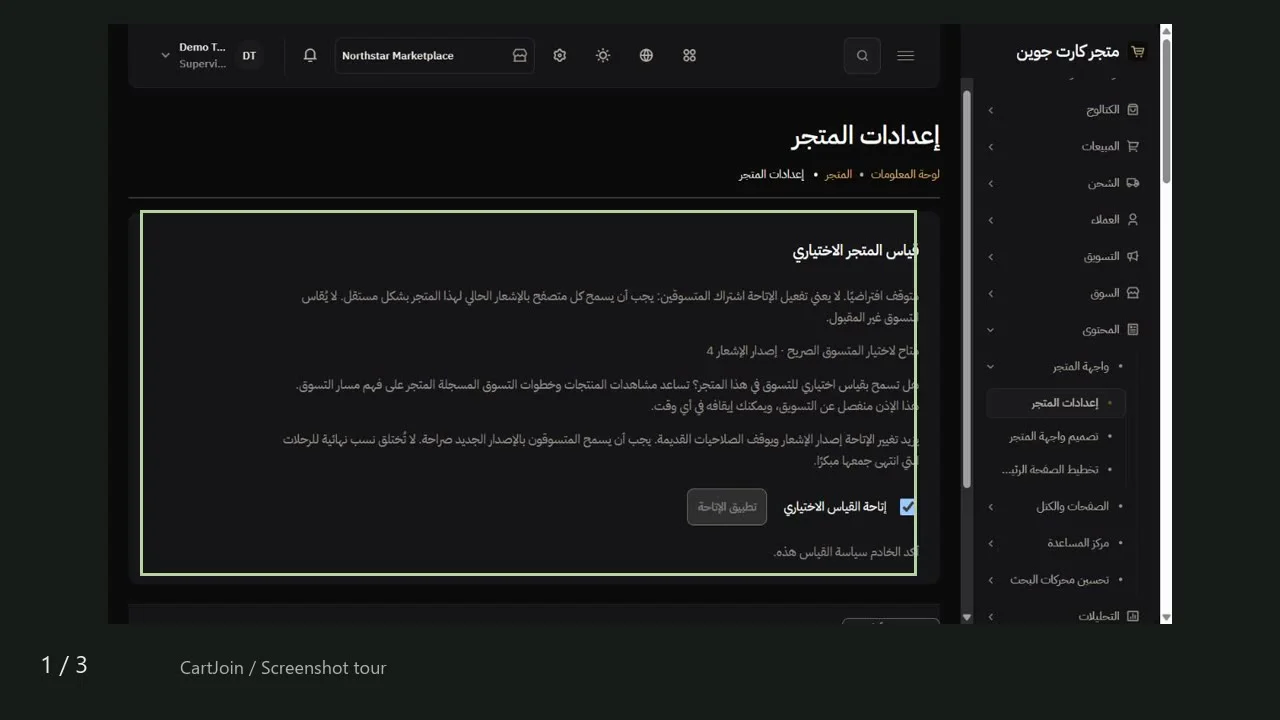 متجر كارت جوين
Northstar Marketplace
DT
Demo T...
Supervi...
الكتالوج
المبيعات
الشحن
العملاء
التسويق
السوق
المحتوى
واجهة المتجر
إعدادات المتجر
تصميم واجهة المتجر
تخطيط الصفحة الرئيـ...
الصفحات والكتل
مركز المساعدة
تحسين محركات البحث
التحليلات
إعدادات المتجر
لوحة المعلومات • المتجر • إعدادات المتجر
قياس المتجر الاختياري
متوقف افتراضيًا. لا يعني تفعيل الإتاحة اشتراك المتسوقين: يجب أن يسمح كل متصفح بالإشعار الحالي لهذا المتجر بشكل مستقل. لا يُقاس
التسوق غير المقبول.
متاح لاختيار المتسوق الصريح · إصدار الإشعار 4
هل تسمح بقياس اختياري للتسوق في هذا المتجر؟ تساعد مشاهدات المنتجات وخطوات التسوق المسجلة المتجر على فهم مسار التسوق.
هذا الإذن منفصل عن التسويق، ويمكنك إيقافه في أي وقت.
يزيد تغيير الإتاحة إصدار الإشعار ويوقف الصلاحيات القديمة. يجب أن يسمح المتسوقون بالإصدار الجديد صراحة. لا تُختلق نسب نهائية للرحلات
التي انتهى جمعها مبكرًا.
إتاحة القياس الاختياري
تطبيق الإتاحة
أكد الخادم سياسة القياس هذه.
1 / 3
CartJoin / Screenshot tour